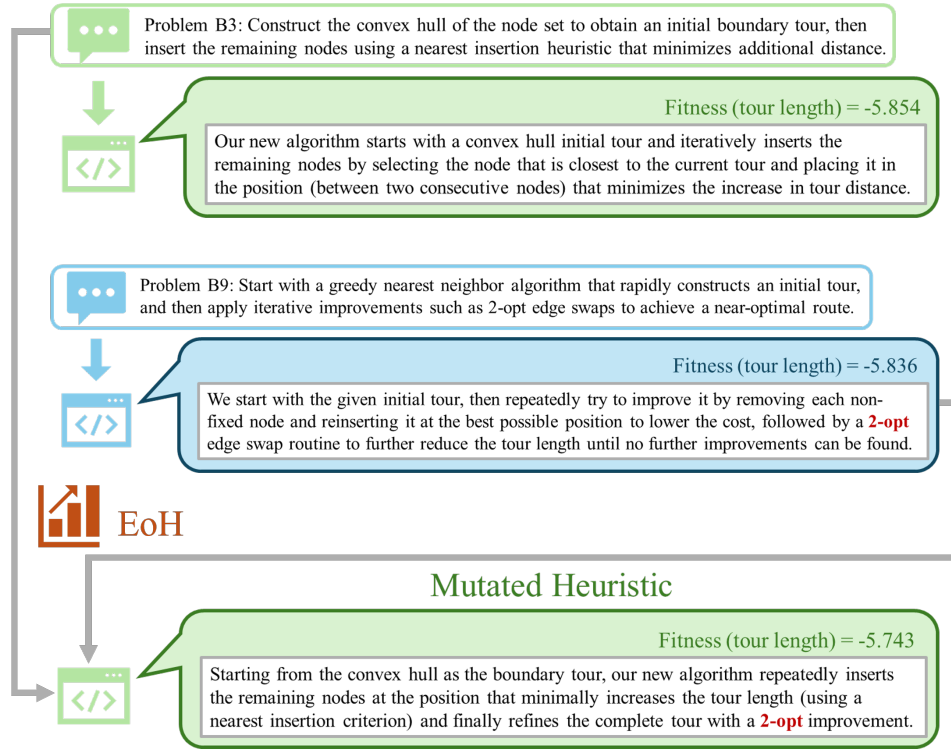 Problem B3: Construct the convex hull of the node set to obtain an initial boundary tour, then
insert the remaining nodes using a nearest insertion heuristic that minimizes additional distance.
Fitness (tour length) = -5.854
Our new algorithm starts with a convex hull initial tour and iteratively inserts the
remaining nodes by selecting the node that is closest to the current tour and placing it in
the position (between two consecutive nodes) that minimizes the increase in tour distance.
Problem B9: Start with a greedy nearest neighbor algorithm that rapidly constructs an initial tour,
and then apply iterative improvements such as 2-opt edge swaps to achieve a near-optimal route.
Fitness (tour length) = -5.836
We start with the given initial tour, then repeatedly try to improve it by removing each non-
fixed node and reinserting it at the best possible position to lower the cost, followed by a 2-opt
edge swap routine to further reduce the tour length until no further improvements can be found.
EoH
Mutated Heuristic
Fitness (tour length) = -5.743
Starting from the convex hull as the boundary tour, our new algorithm repeatedly inserts
the remaining nodes at the position that minimally increases the tour length (using a
nearest insertion criterion) and finally refines the complete tour with a 2-opt improvement.